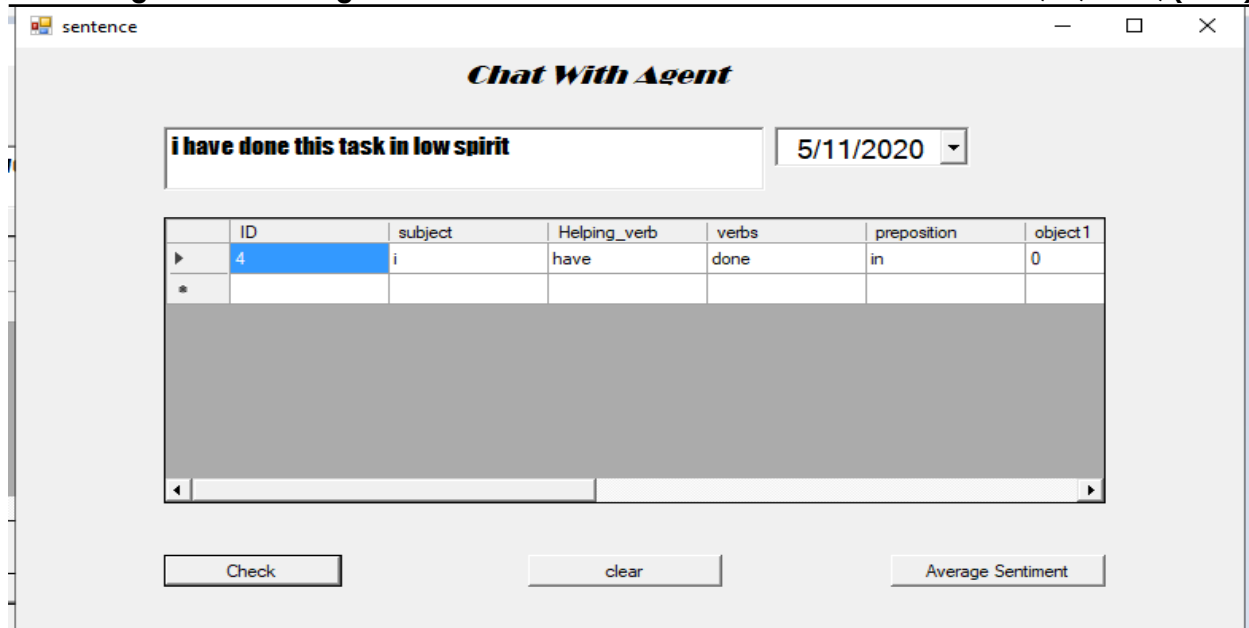 sentence
Chat With Agent
i have done this task in low spirit
5/11/2020
ID subject Helping_verb verbs preposition object1
4 i have done in 0
Check clear Average Sentiment